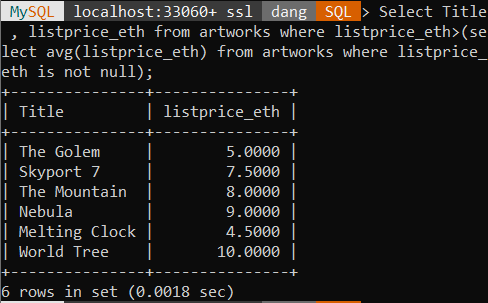 MySQL localhost:33060+ ssl dang SQL > Select Title
, listprice_eth from artworks where listprice_eth>(se
lect avg(listprice_eth) from artworks where listprice_
eth is not null);
+---------------+---------------+
| Title         | listprice_eth |
+---------------+---------------+
| The Golem     |        5.0000 |
| Skyport 7     |        7.5000 |
| The Mountain  |        8.0000 |
| Nebula        |        9.0000 |
| Melting Clock |        4.5000 |
| World Tree    |       10.0000 |
+---------------+---------------+
6 rows in set (0.0018 sec)